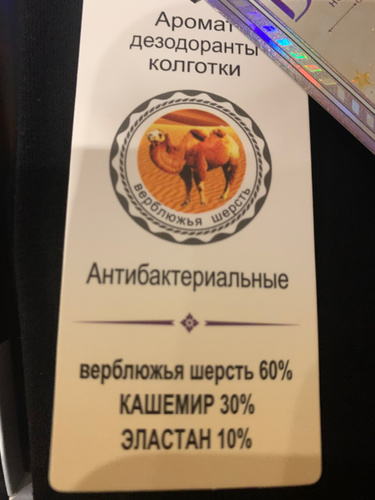 Аромат
дезодоранты
колготки
верблюжья шерсть
Антибактериальные
верблюжья шерсть 60%
КАШЕМИР 30%
ЭЛАСТАН 10%